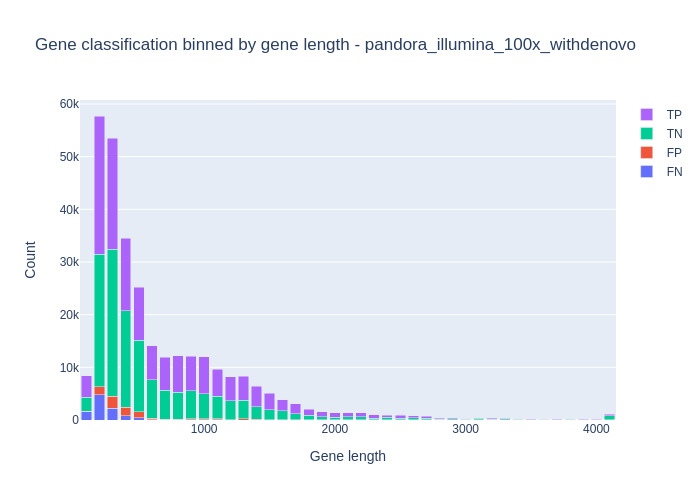 Gene classification binned by gene length - pandora_illumina_100x_withdenovo
60k
50k
40k
30k
20k
10k
0
Count
1000
2000
3000
4000
Gene length
TP
TN
FP
FN